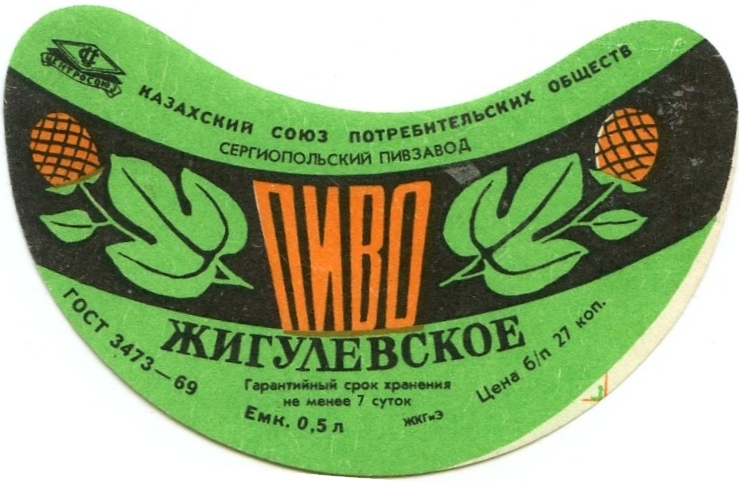 ЦЕНТРОСОЮЗ
КАЗАХСКИЙ СОЮЗ ПОТРЕБИТЕЛЬСКИХ ОБЩЕСТВ
СЕРГИОПОЛЬСКИЙ ПИВЗАВОД
ПИВО
ЖИГУЛЕВСКОЕ
ГОСТ 3473—69
Гарантийный срок хранения
не менее 7 суток
Емк. 0,5 л
ЖКГиЭ
Цена б/п 27 коп.